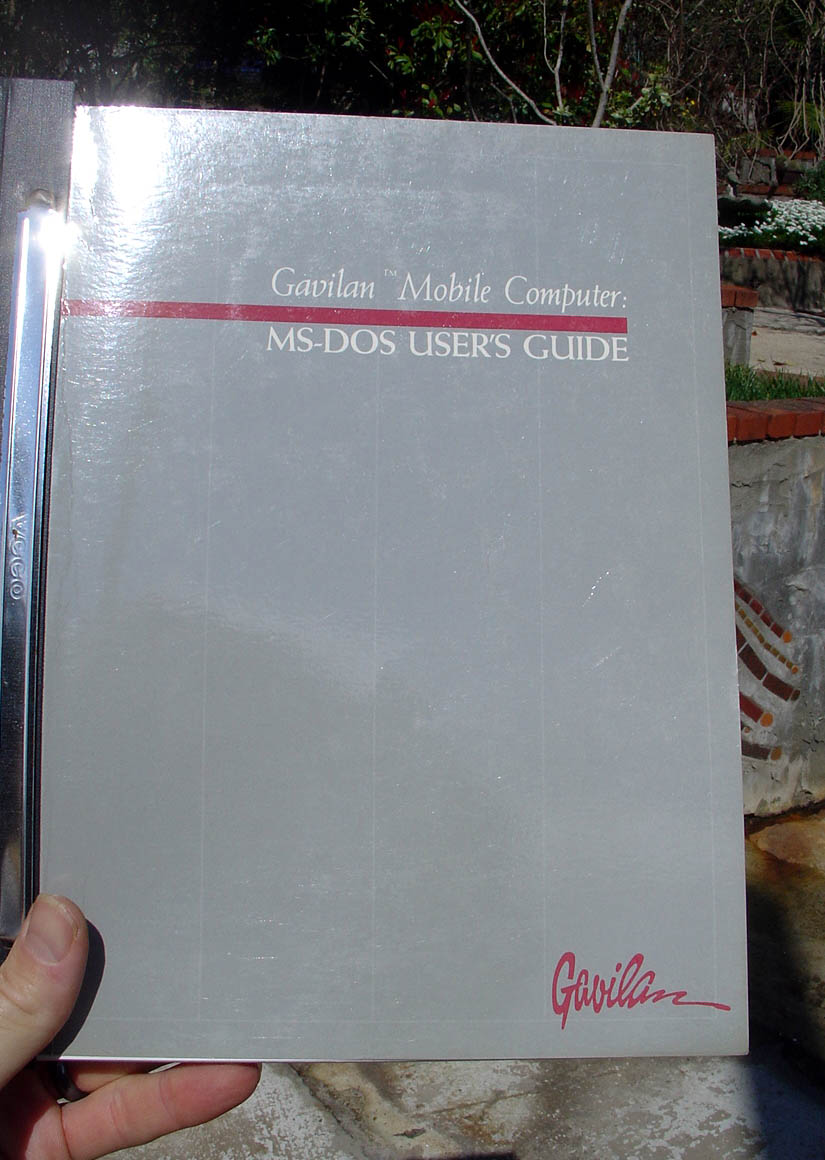 Gavilan™ Mobile Computer:
MS-DOS USER'S GUIDE
Gavilan